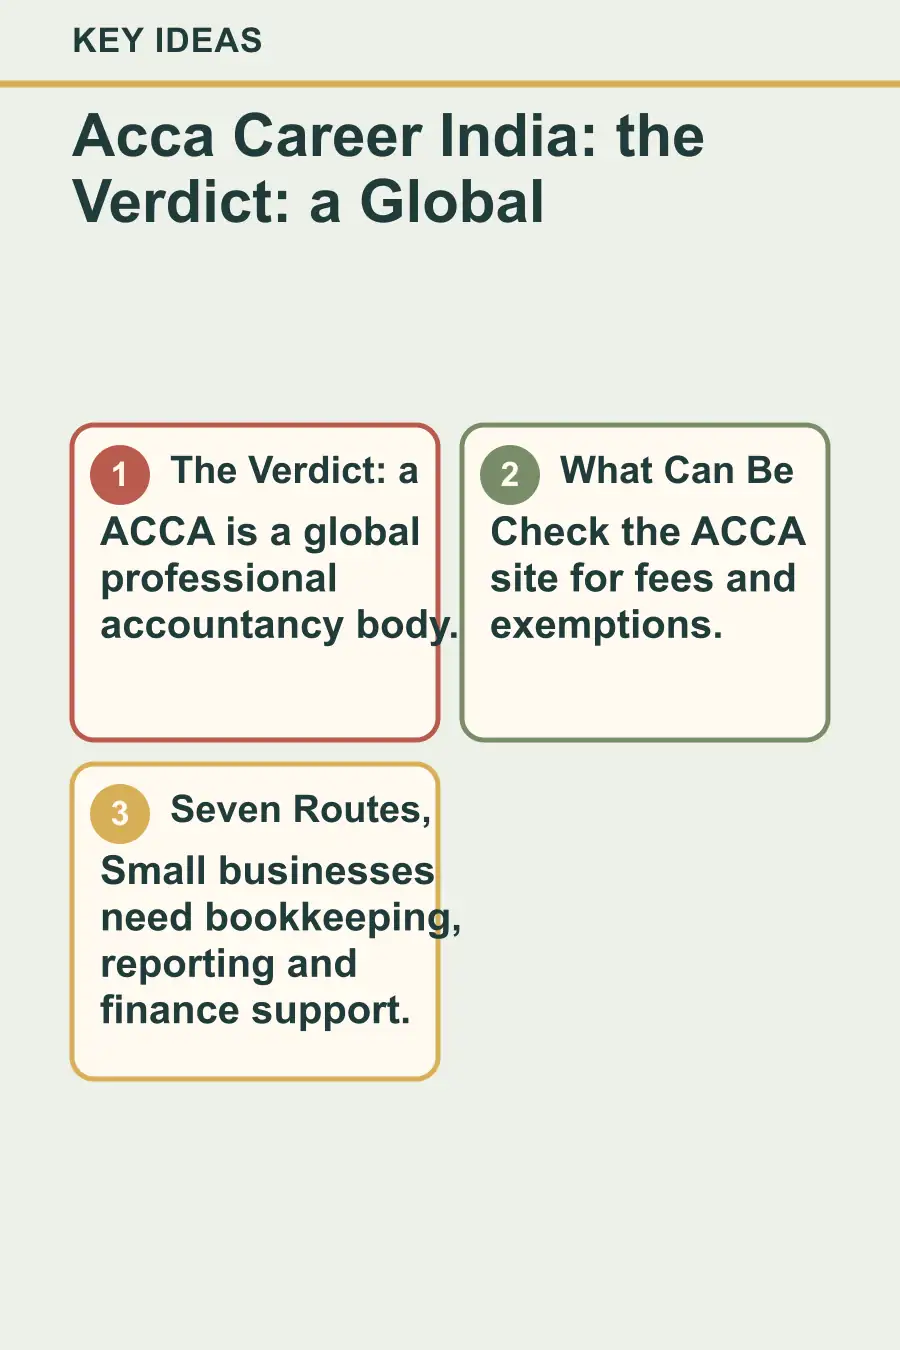 KEY IDEAS
Acca Career India: the
Verdict: a Global
1
The Verdict: a
ACCA is a global
professional
accountancy body.
2
What Can Be
Check the ACCA
site for fees and
exemptions.
3
Seven Routes,
Small businesses
need bookkeeping,
reporting and
finance support.